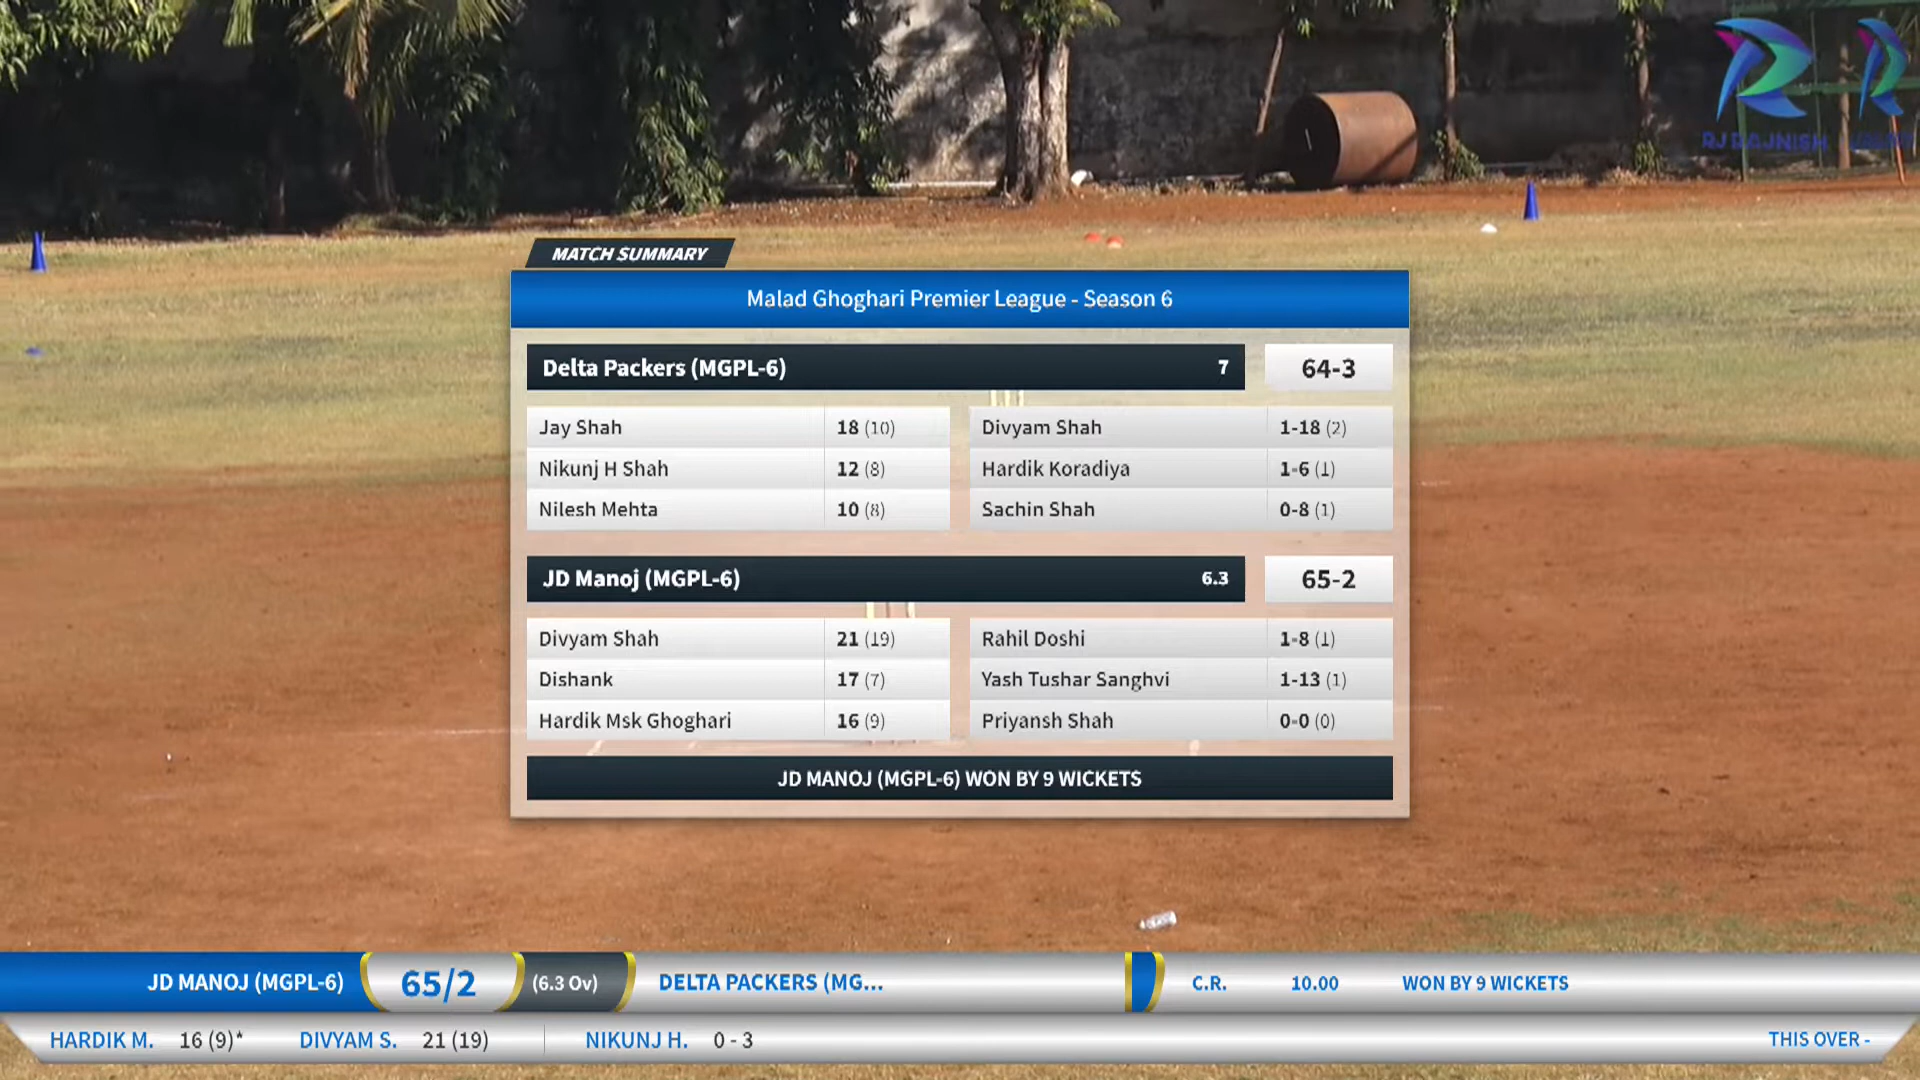 RJ RAJNISH
MATCH SUMMARY
Malad Ghoghari Premier League - Season 6
Delta Packers (MGPL-6) 7 64-3
Jay Shah 18 (10) Divyam Shah 1-18 (2)
Nikunj H Shah 12 (8) Hardik Koradiya 1-6 (1)
Nilesh Mehta 10 (8) Sachin Shah 0-8 (1)
JD Manoj (MGPL-6) 6.3 65-2
Divyam Shah 21 (19) Rahil Doshi 1-8 (1)
Dishank 17 (7) Yash Tushar Sanghvi 1-13 (1)
Hardik Msk Ghoghari 16 (9) Priyansh Shah 0-0 (0)
JD MANOJ (MGPL-6) WON BY 9 WICKETS
JD MANOJ (MGPL-6) 65/2 (6.3 Ov) DELTA PACKERS (MG... C.R. 10.00 WON BY 9 WICKETS
HARDIK M. 16 (9)* DIVYAM S. 21 (19) NIKUNJ H. 0 - 3 THIS OVER -